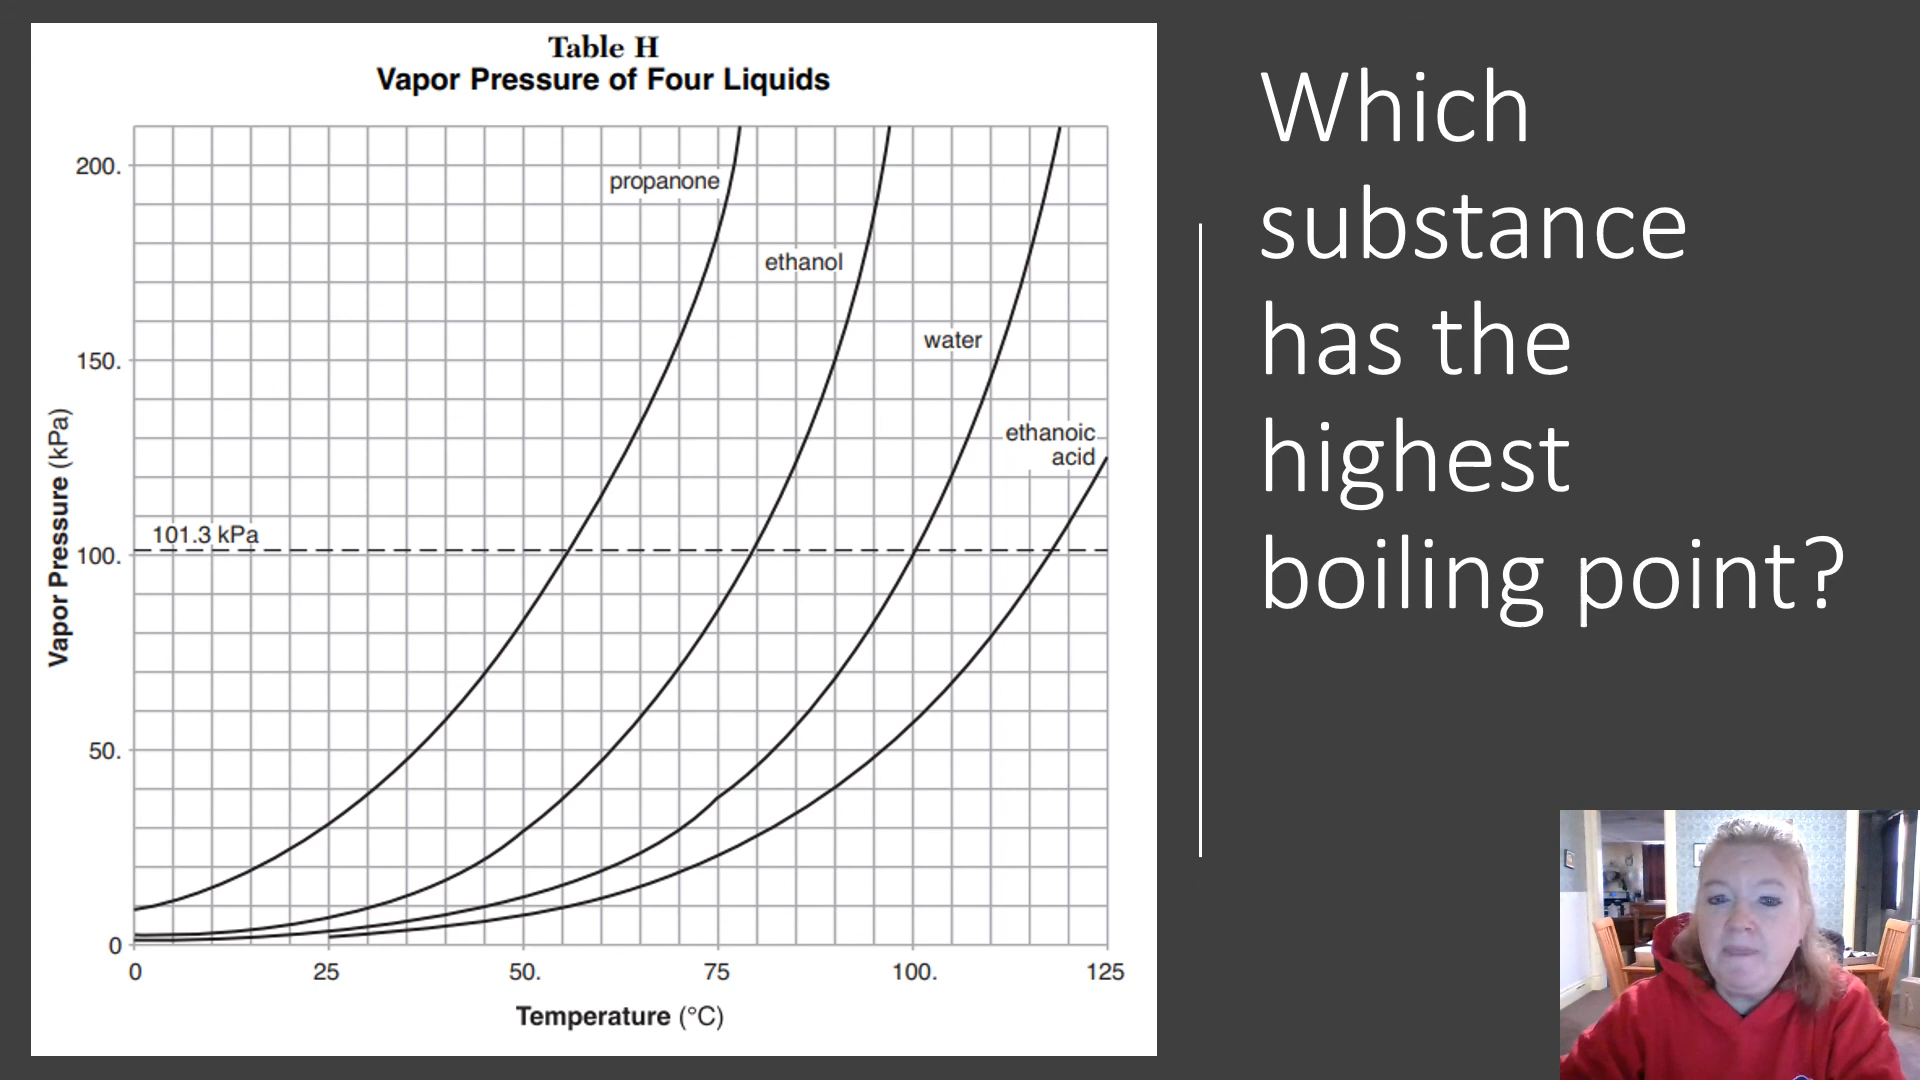 Table H
Vapor Pressure of Four Liquids
200.
150.
100.
50.
0
Vapor Pressure (kPa)
101.3 kPa
propanone
ethanol
water
ethanoic
acid
0
25
50.
75
100.
125
Temperature (°C)
Which
substance
has the
highest
boiling point?